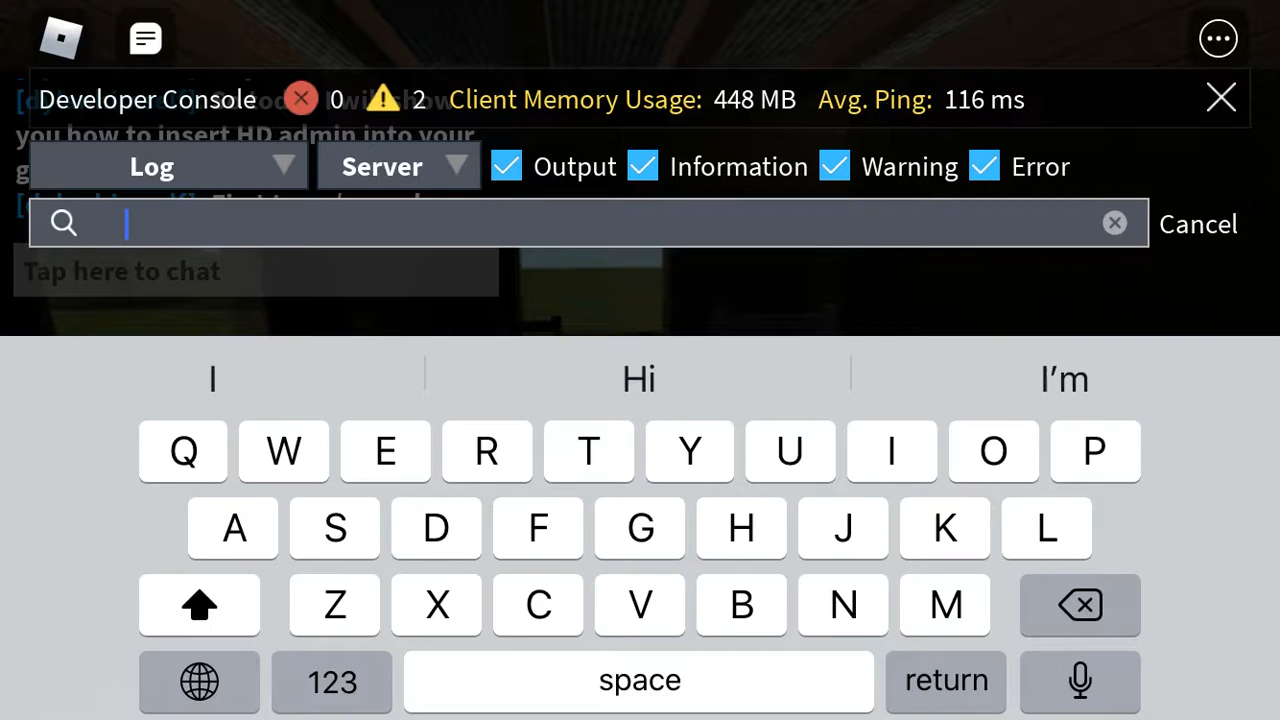 Developer Console 0 2 Client Memory Usage: 448 MB Avg. Ping: 116 ms
you how to insert HD admin into your
Log Server Output Information Warning Error
Cancel
Tap here to chat
I Hi I’m
Q W E R T Y U I O P
A S D F G H J K L
Z X C V B N M
123 space return